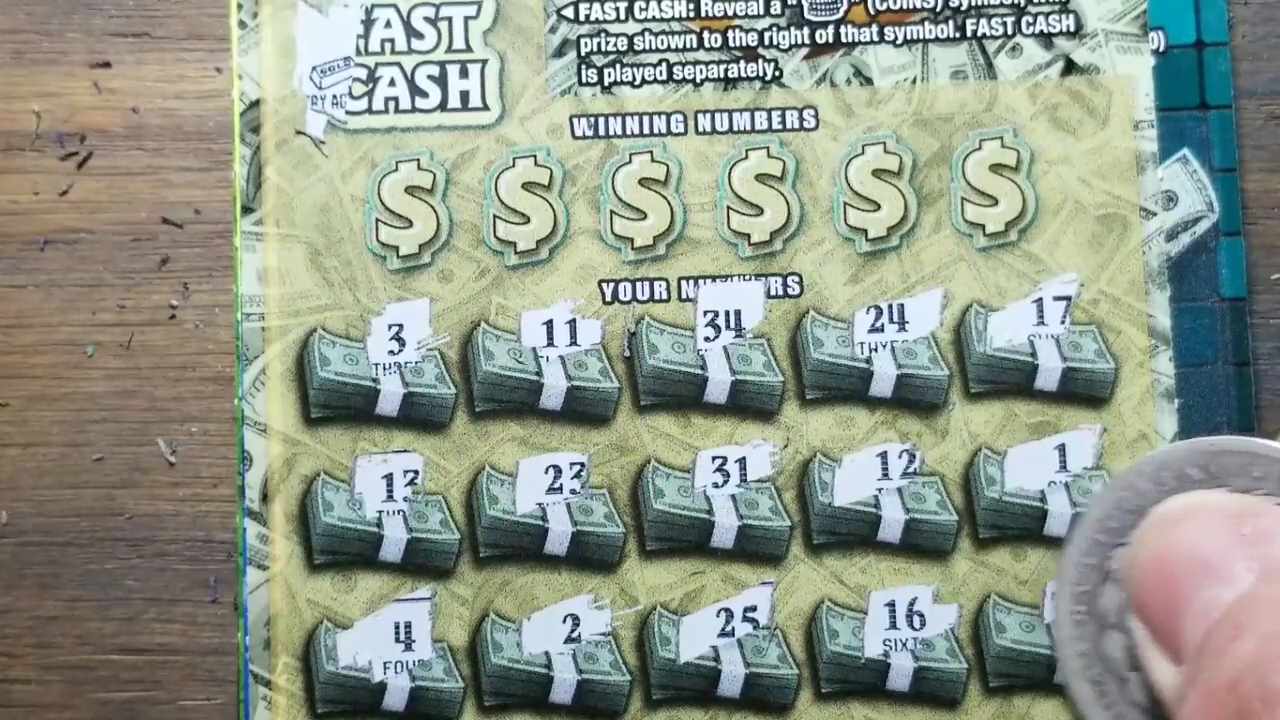 FAST CASH
◄FAST CASH: Reveal a " " (COINS) symbol,
prize shown to the right of that symbol. FAST CASH
is played separately.
GOLD
WINNING NUMBERS
$ $ $ $ $ $
YOUR NUMBERS
3 11 34 24 17
THREE
13 23 31 12 1
4 2 25 16
FOUR SIXT